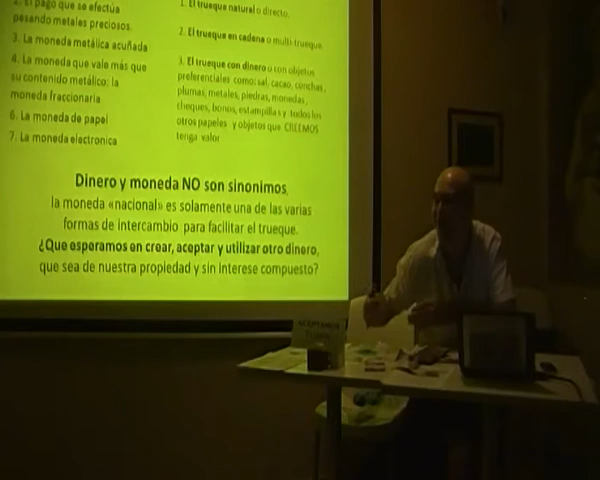 2. El pago que se efectúa
pesando metales preciosos.
3. La moneda metálica acuñada
4. La moneda que vale más que
su contenido metálico: la
moneda fraccionaria
6. La moneda de papel
7. La moneda electronica
1. El trueque natural o directo.
2. El trueque en cadena o multi-trueque
3. El trueque con dinero o con objetos
preferenciales como: sal, cacao, conchas,
plumas, metales, piedras, monedas,
cheques, bonos, estampillas y todos los
otros papeles y objetos que CREEMOS
tenga valor
Dinero y moneda NO son sinonimos,
la moneda «nacional» es solamente una de las varias
formas de intercambio para facilitar el trueque.
¿Que esperamos en crear, aceptar y utilizar otro dinero,
que sea de nuestra propiedad y sin interese compuesto?
ACEPTAMOS